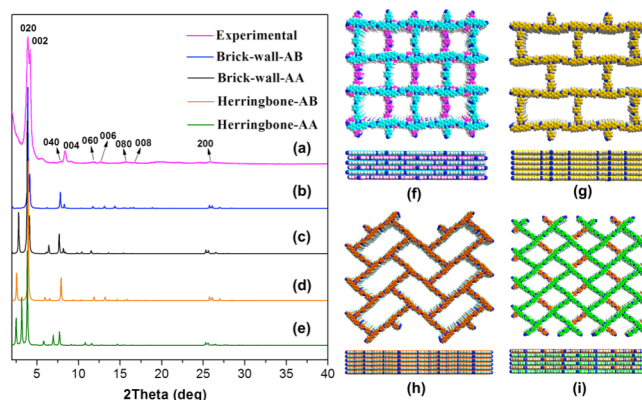 020
002
Experimental
Brick-wall-AB
Brick-wall-AA
Herringbone-AB
Herringbone-AA
040
004
060
006
080
008
200
(a)
(b)
(c)
(d)
(e)
5 10 15 20 25 30 35 40
2Theta (deg)
(f)
(g)
(h)
(i)